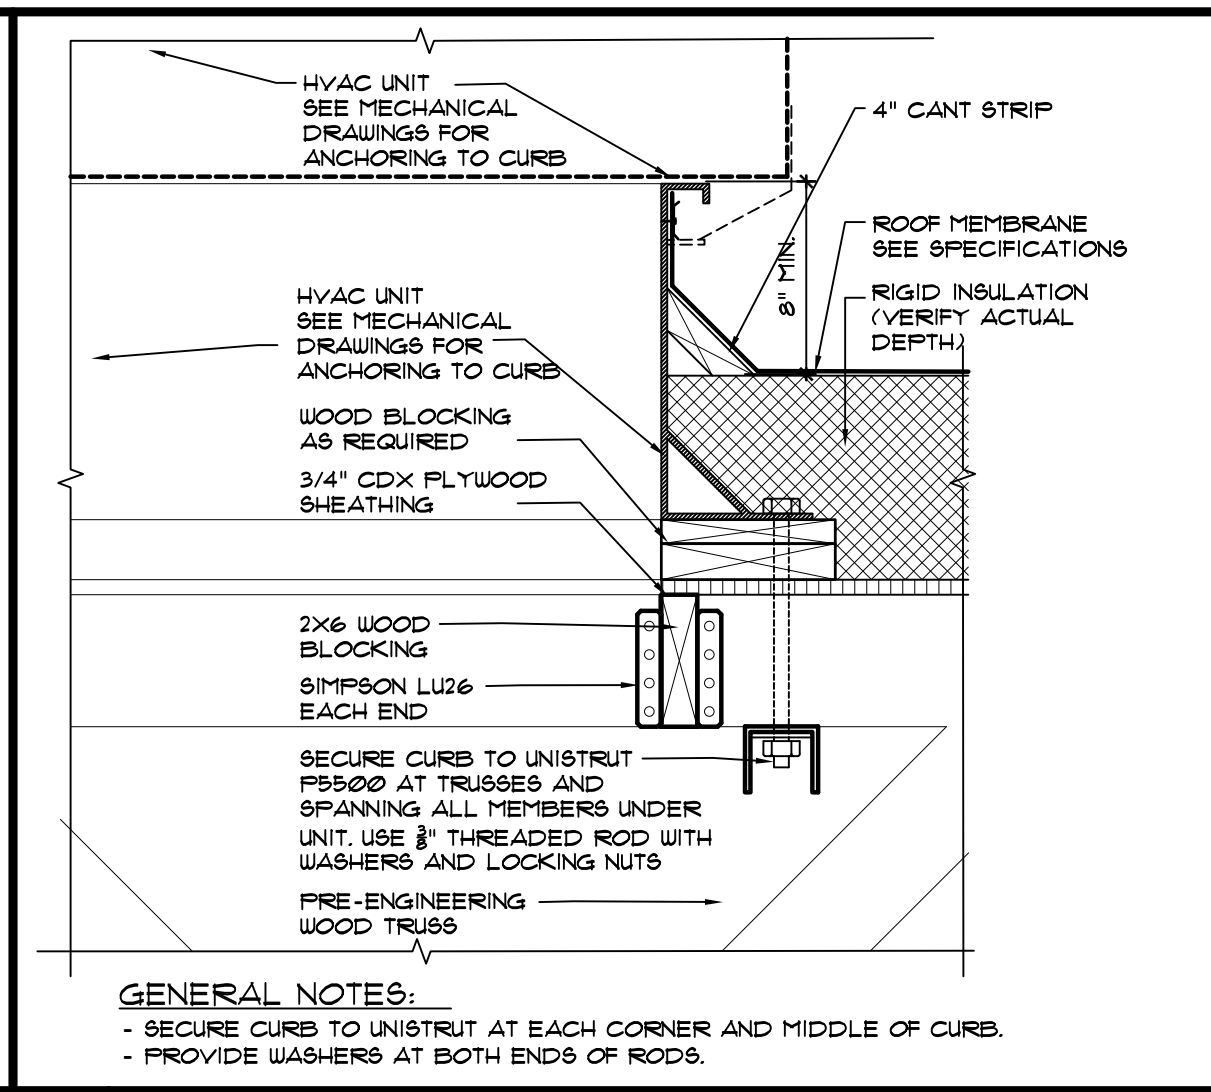 HVAC UNIT
SEE MECHANICAL
DRAWINGS FOR
ANCHORING TO CURB
4" CANT STRIP
8" MIN.
ROOF MEMBRANE
SEE SPECIFICATIONS
RIGID INSULATION
(VERIFY ACTUAL
DEPTH)
HVAC UNIT
SEE MECHANICAL
DRAWINGS FOR
ANCHORING TO CURB
WOOD BLOCKING
AS REQUIRED
3/4" CDX PLYWOOD
SHEATHING
2X6 WOOD
BLOCKING
SIMPSON LU26
EACH END
SECURE CURB TO UNISTRUT
P5500 AT TRUSSES AND
SPANNING ALL MEMBERS UNDER
UNIT. USE 3/8" THREADED ROD WITH
WASHERS AND LOCKING NUTS
PRE-ENGINEERING
WOOD TRUSS
GENERAL NOTES:
- SECURE CURB TO UNISTRUT AT EACH CORNER AND MIDDLE OF CURB.
- PROVIDE WASHERS AT BOTH ENDS OF RODS.